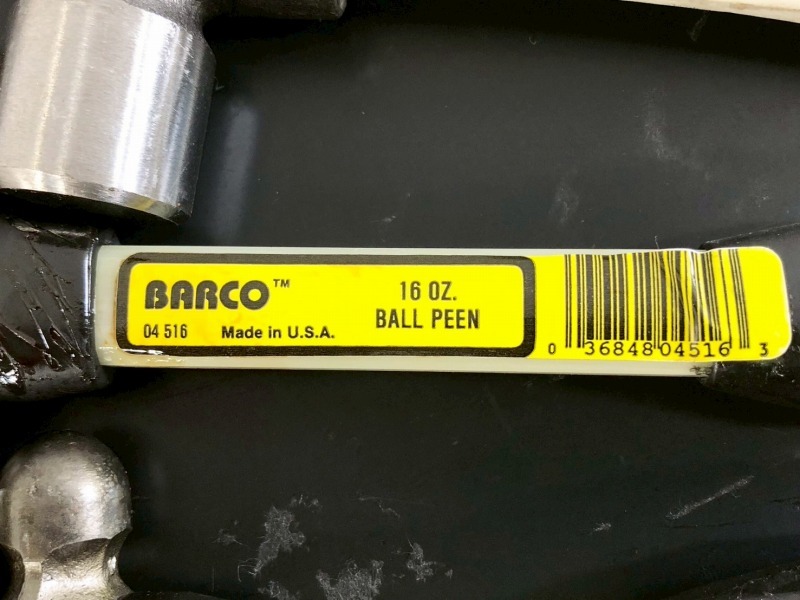 BARCO™
04 516 Made in U.S.A.
16 OZ.
BALL PEEN
0 36848 04516 3